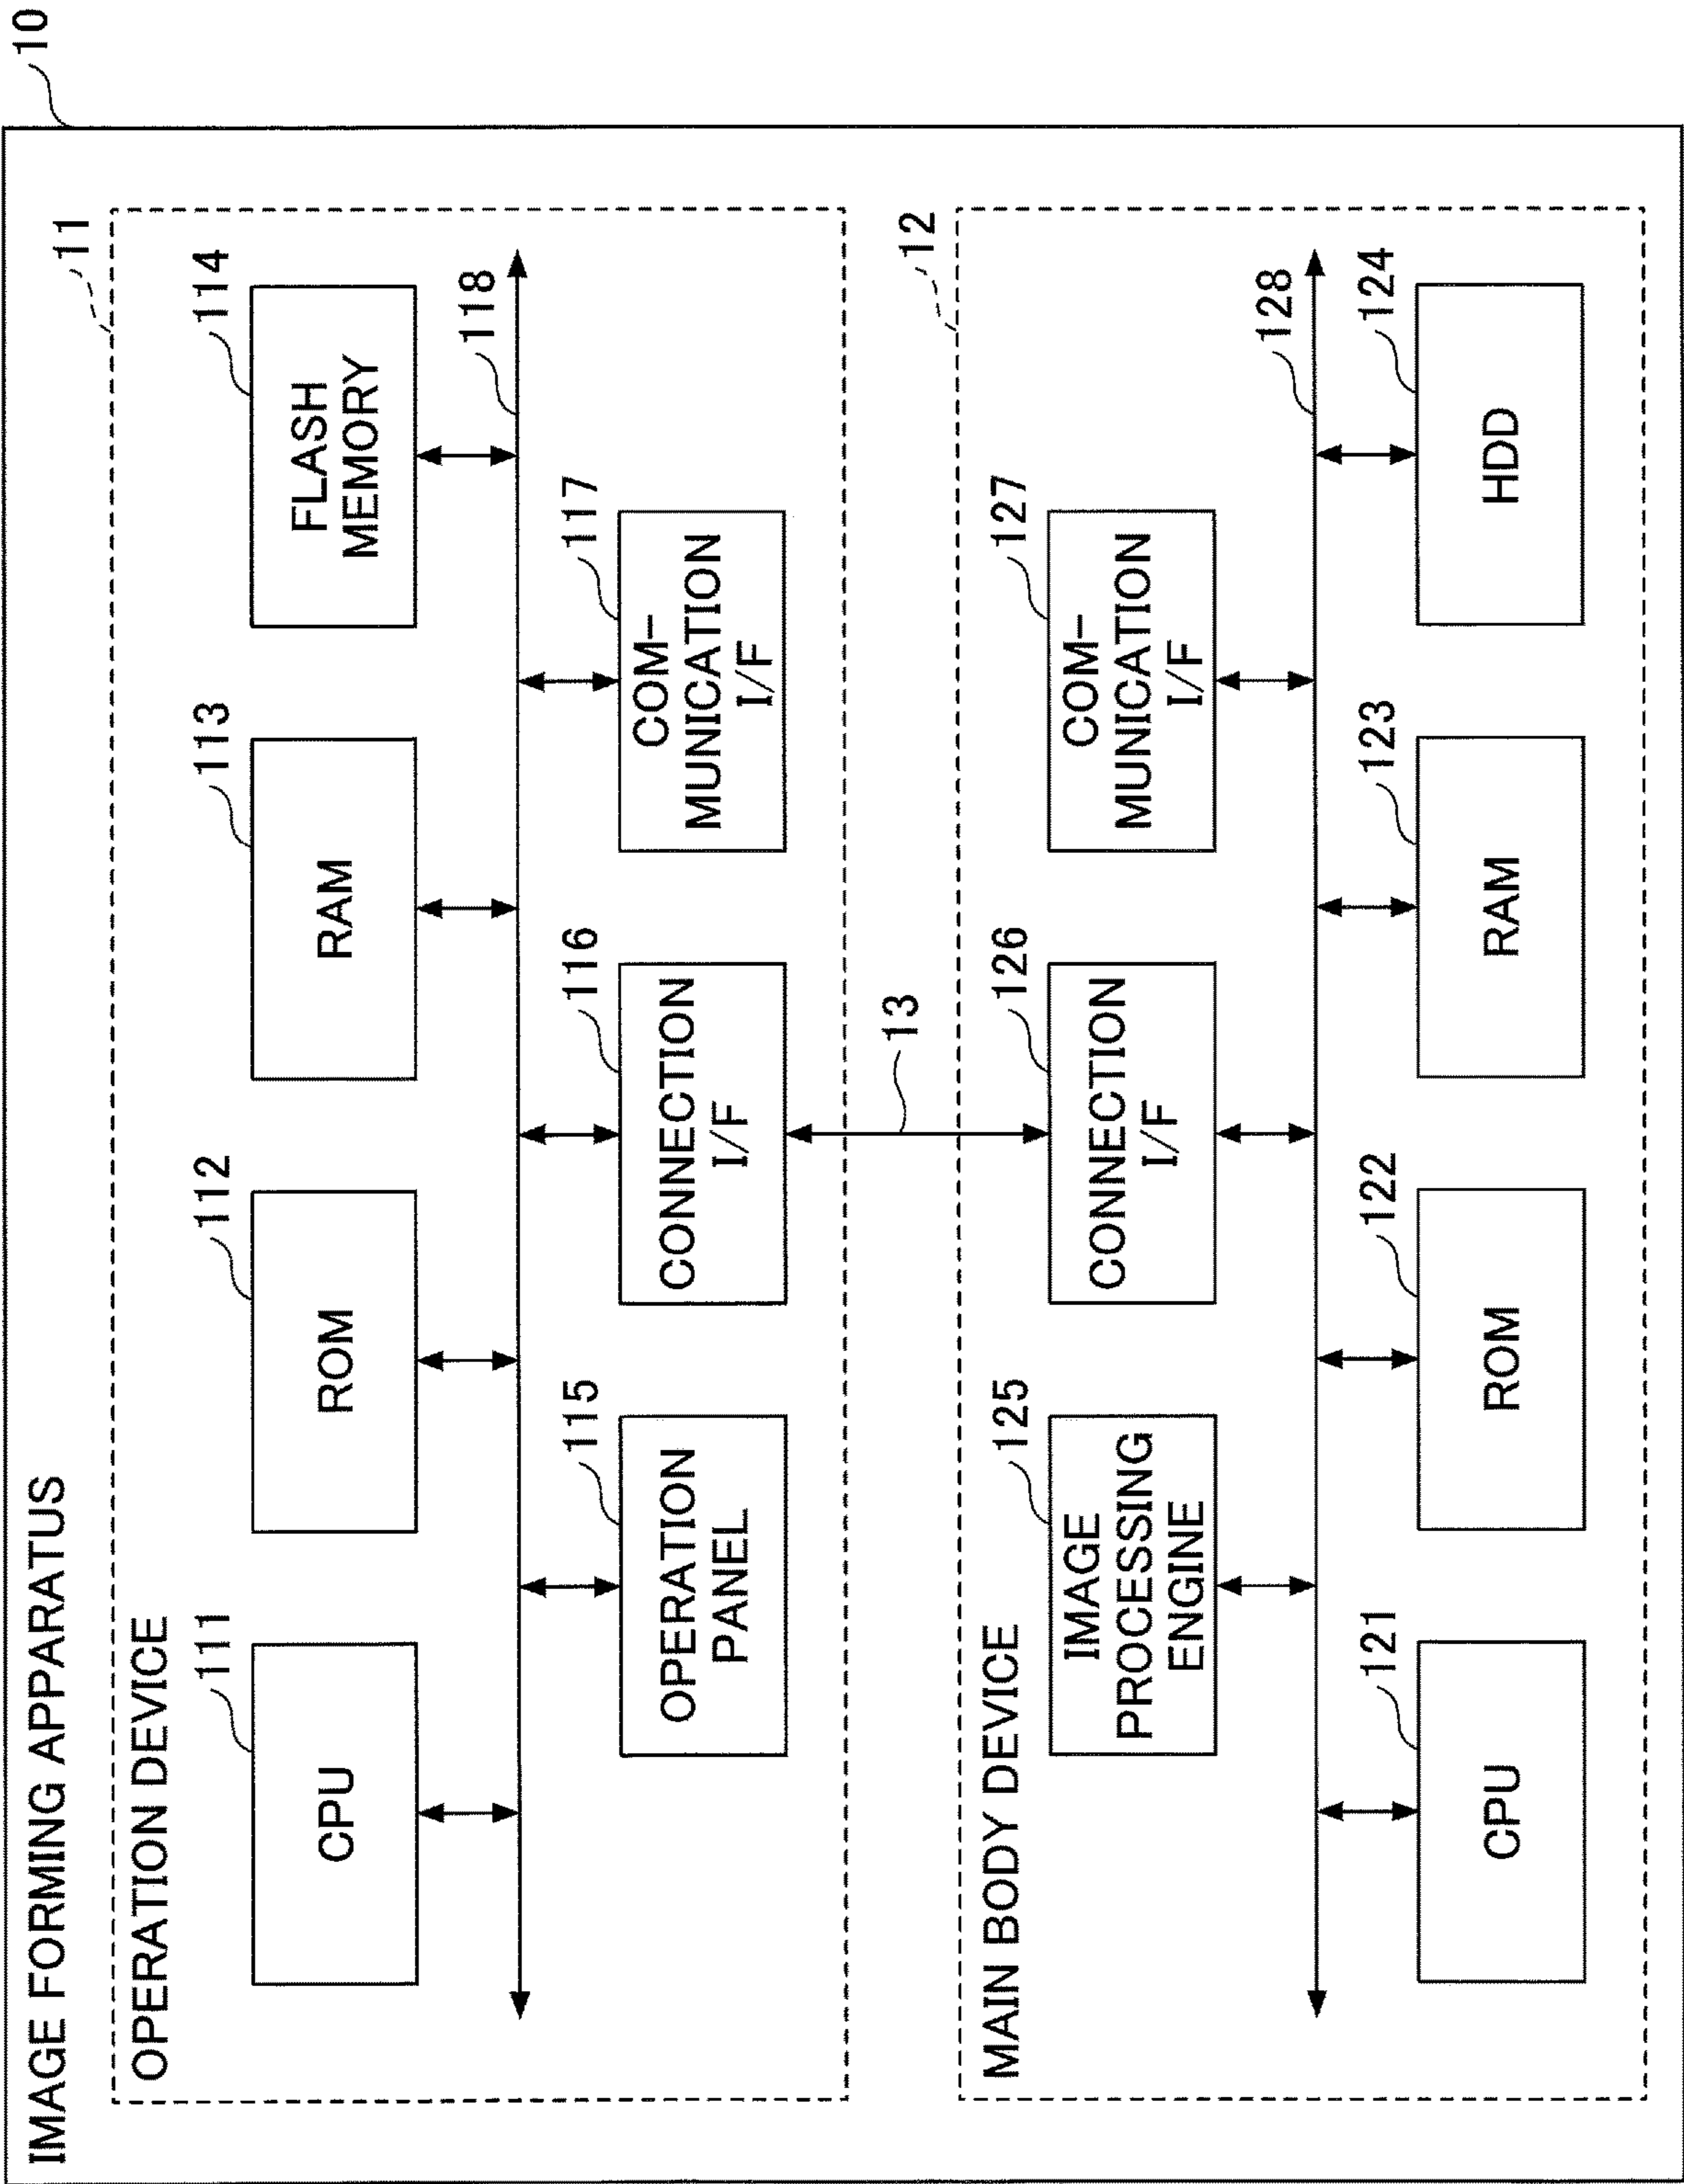 10
IMAGE FORMING APPARATUS
11
OPERATION DEVICE
111
112
113
114
CPU
ROM
RAM
FLASH
MEMORY
118
115
116
117
OPERATION
PANEL
CONNECTION
I/F
COM-
MUNICATION
I/F
13
12
MAIN BODY DEVICE
125
126
127
IMAGE
PROCESSING
ENGINE
CONNECTION
I/F
COM-
MUNICATION
I/F
128
121
122
123
124
CPU
ROM
RAM
HDD